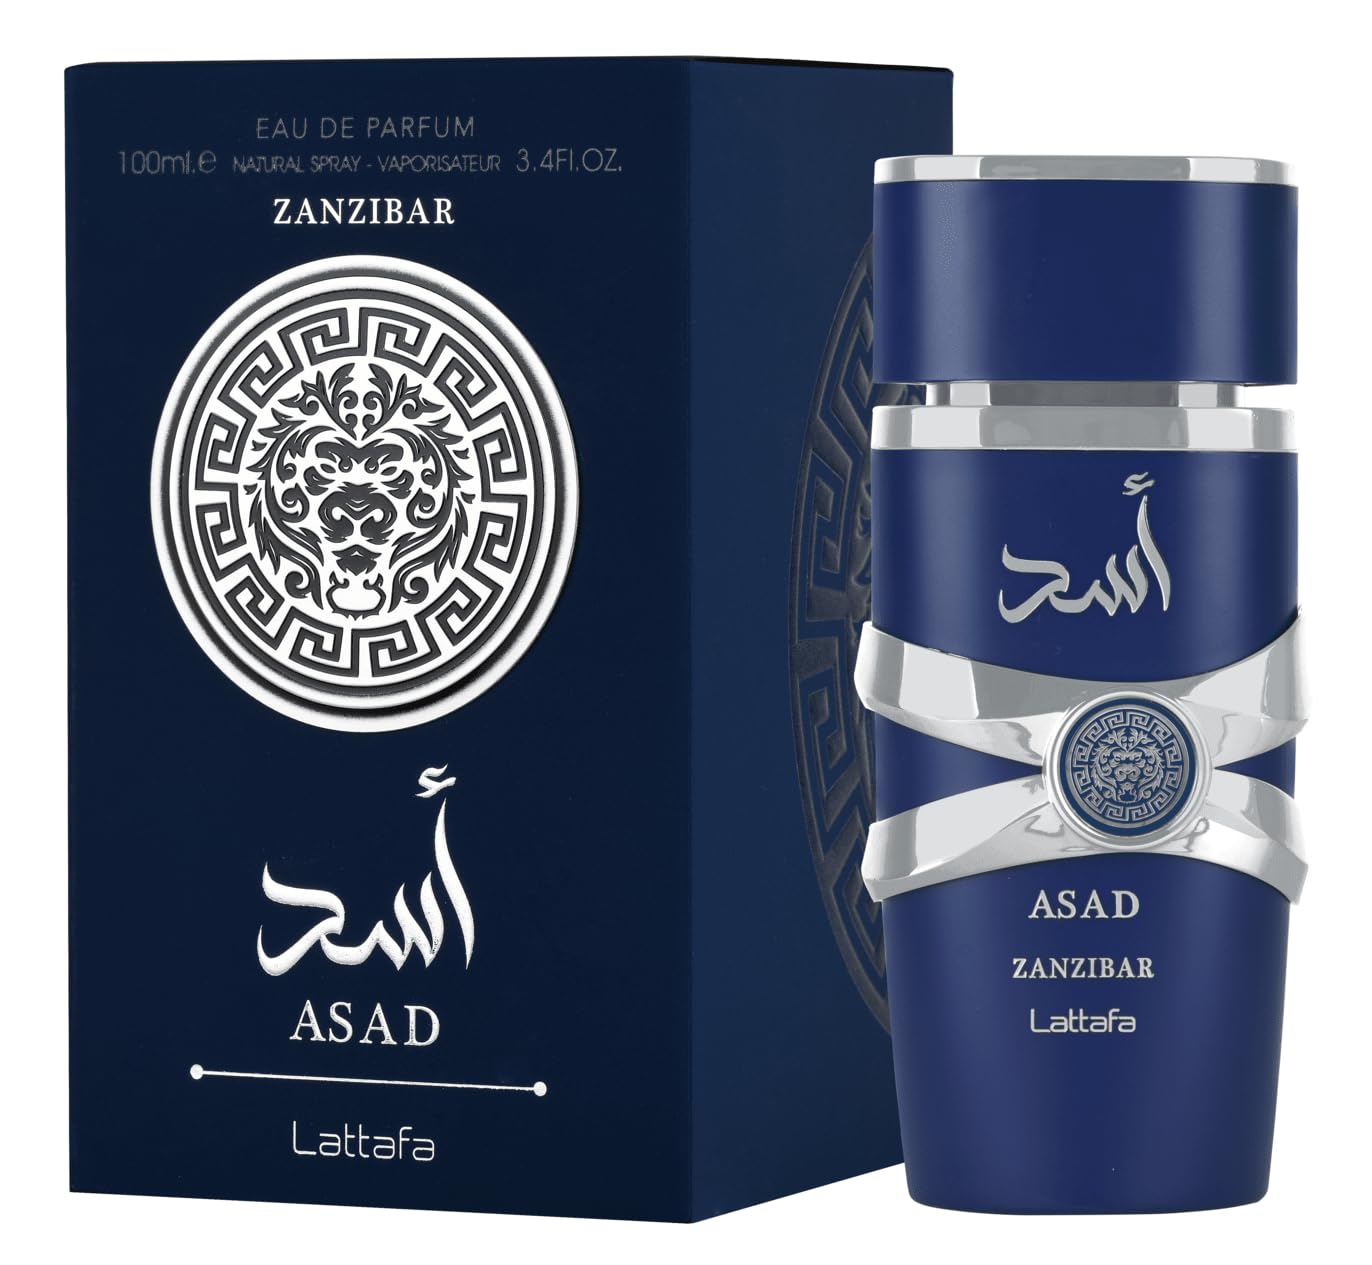 EAU DE PARFUM
100ml.e NATURAL SPRAY - VAPORISATEUR 3.4Fl.OZ.
ZANZIBAR
أسد
ASAD
Lattafa
أسد
ASAD
ZANZIBAR
Lattafa